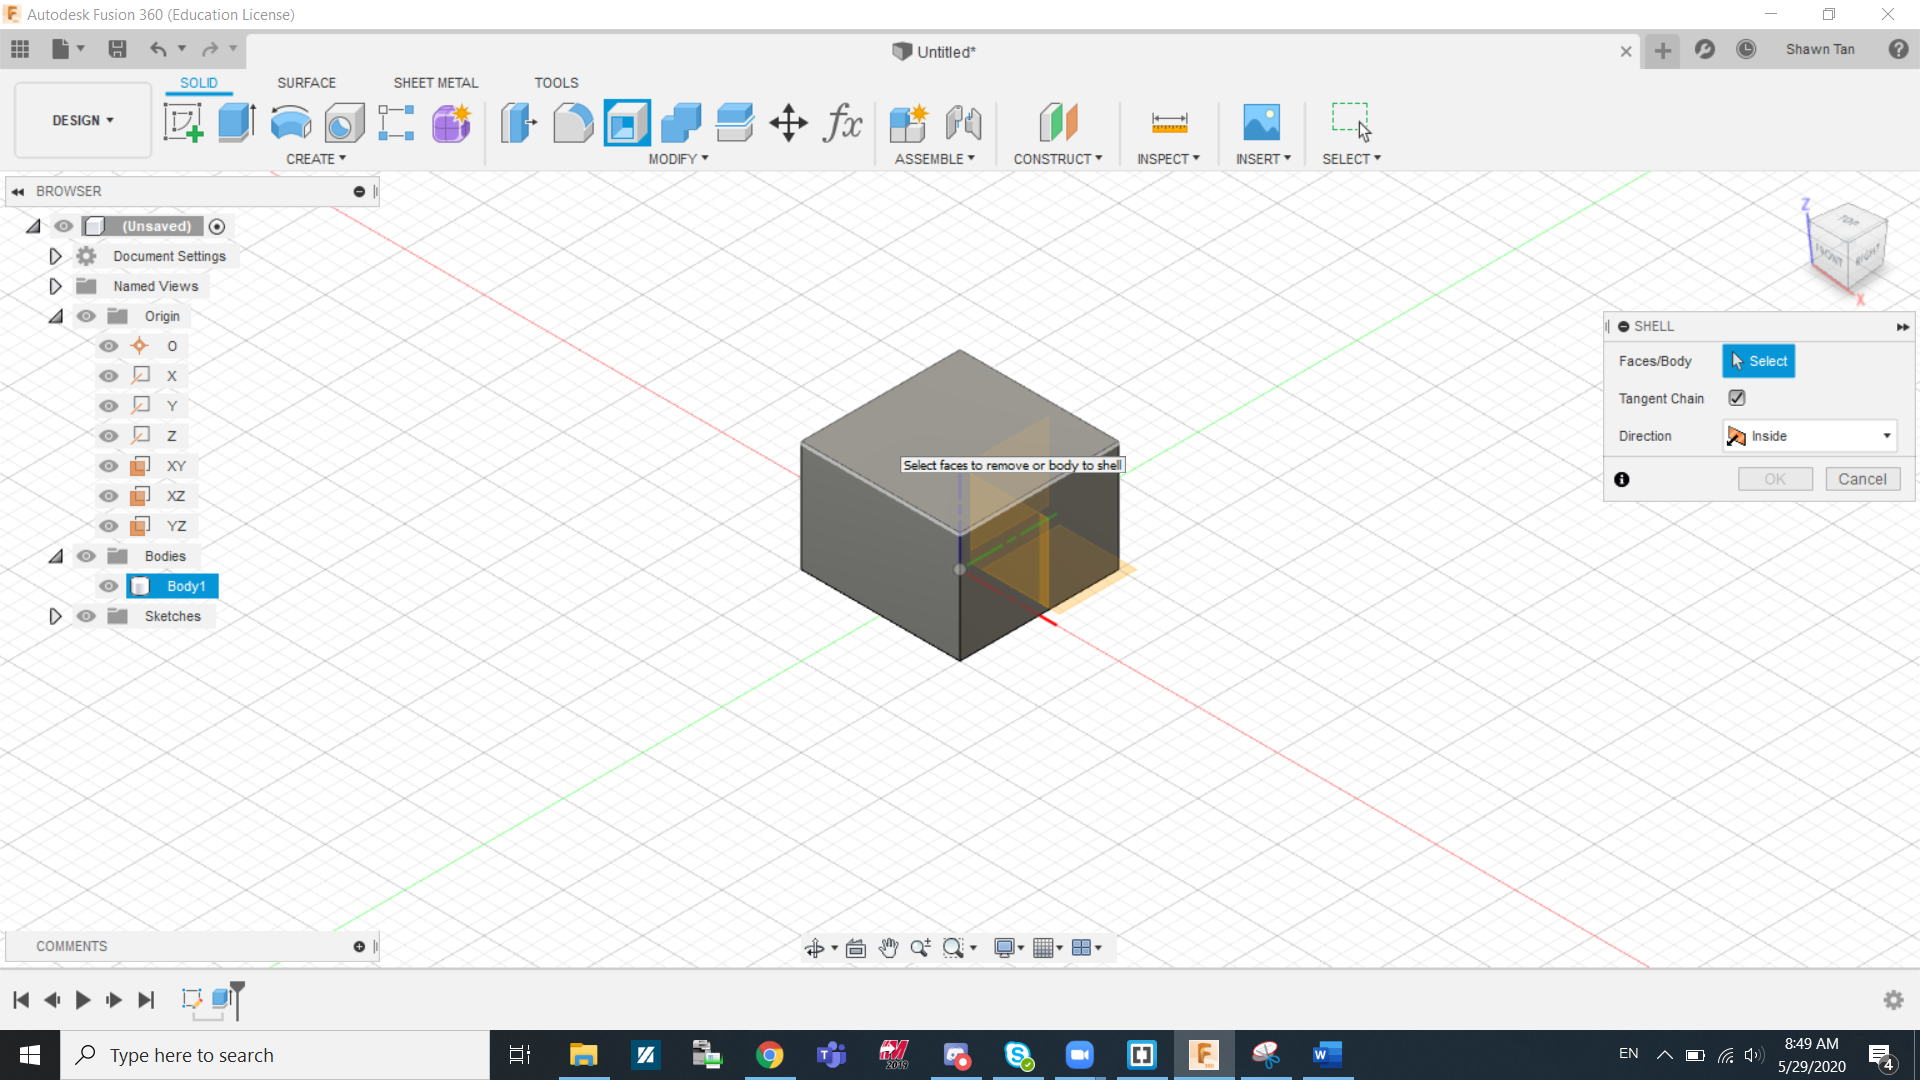 Autodesk Fusion 360 (Education License)
Untitled*
Shawn Tan
DESIGN
SOLID
SURFACE
SHEET METAL
TOOLS
CREATE
MODIFY
ASSEMBLE
CONSTRUCT
INSPECT
INSERT
SELECT
BROWSER
(Unsaved)
Document Settings
Named Views
Origin
O
X
Y
Z
XY
XZ
YZ
Bodies
Body1
Sketches
Select faces to remove or body to shell
Z
TOP
FRONT
RIGHT
X
SHELL
Faces/Body
Select
Tangent Chain
Direction
Inside
OK
Cancel
COMMENTS
Type here to search
2019
EN
8:49 AM
5/29/2020
4